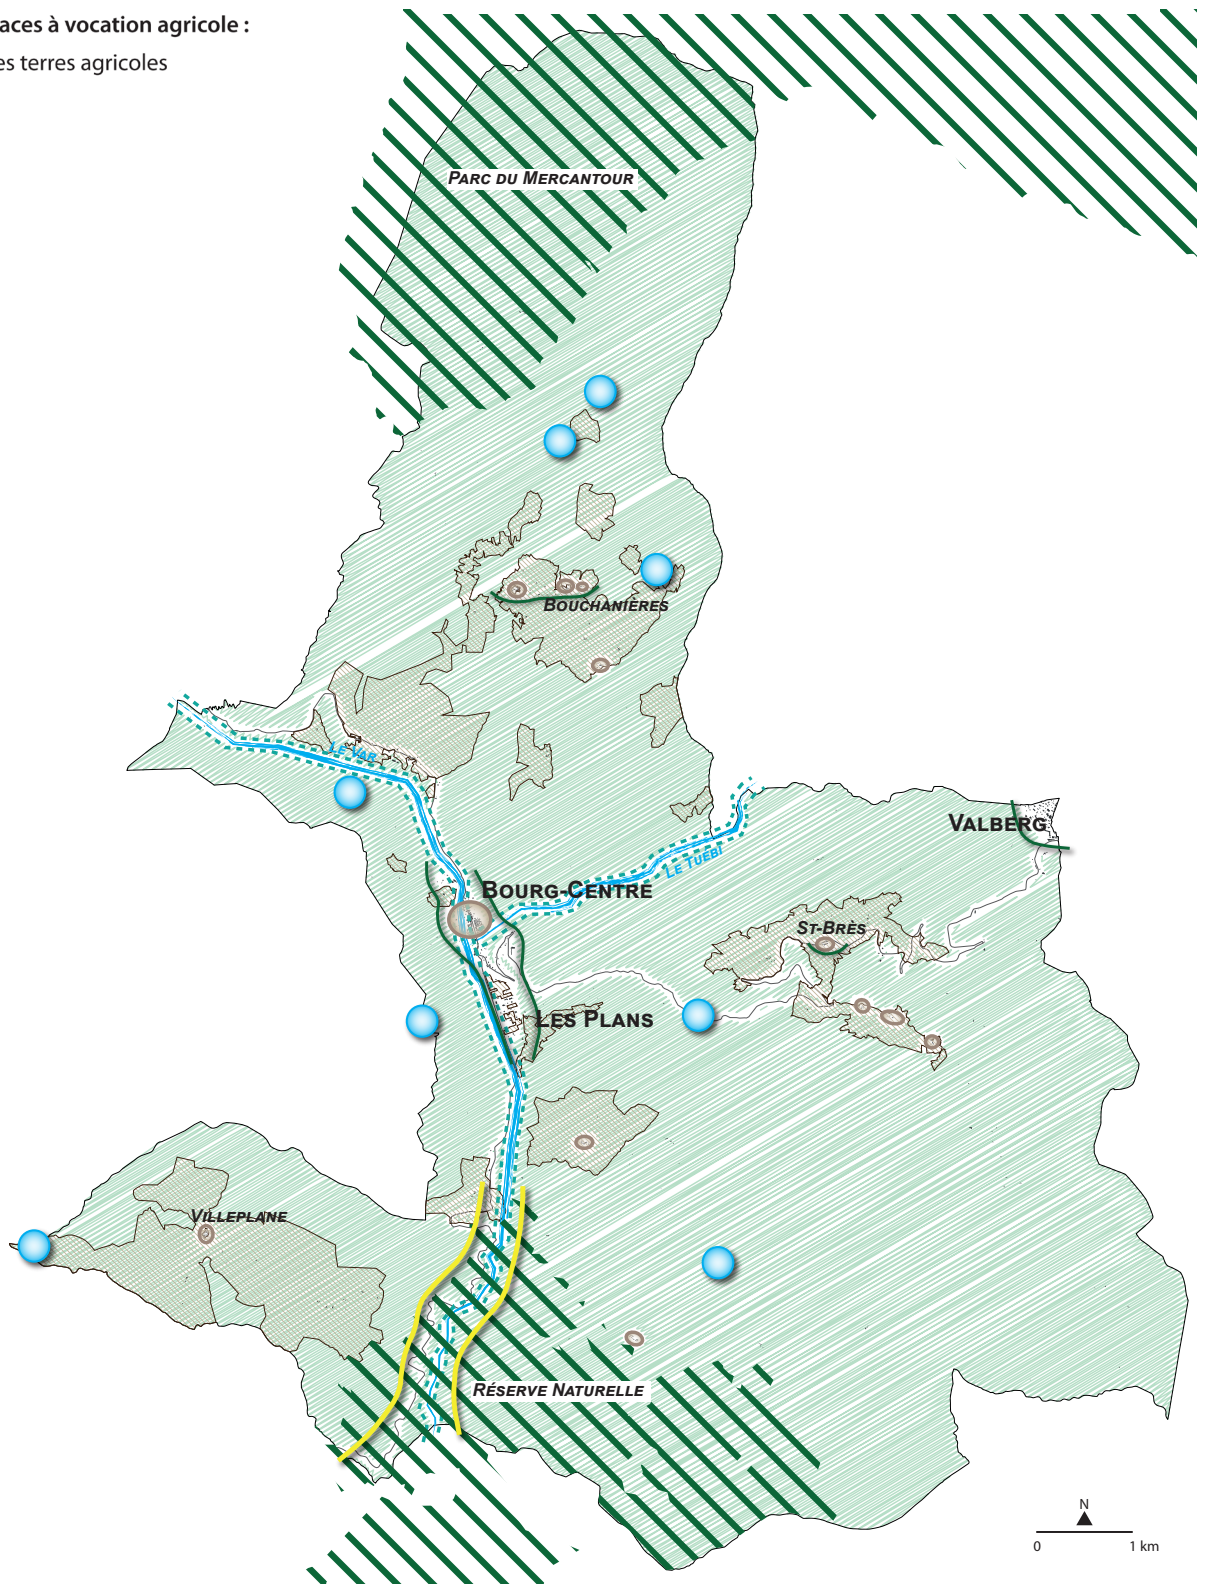 aces à vocation agricole :
es terres agricoles
PARC DU MERCANTOUR
BOUCHANIÈRES
LE VAR
VALBERG
LE TUÉBI
BOURG-CENTRE
ST-BRÈS
LES PLANS
VILLEPLANE
RÉSERVE NATURELLE
N
0 1 km